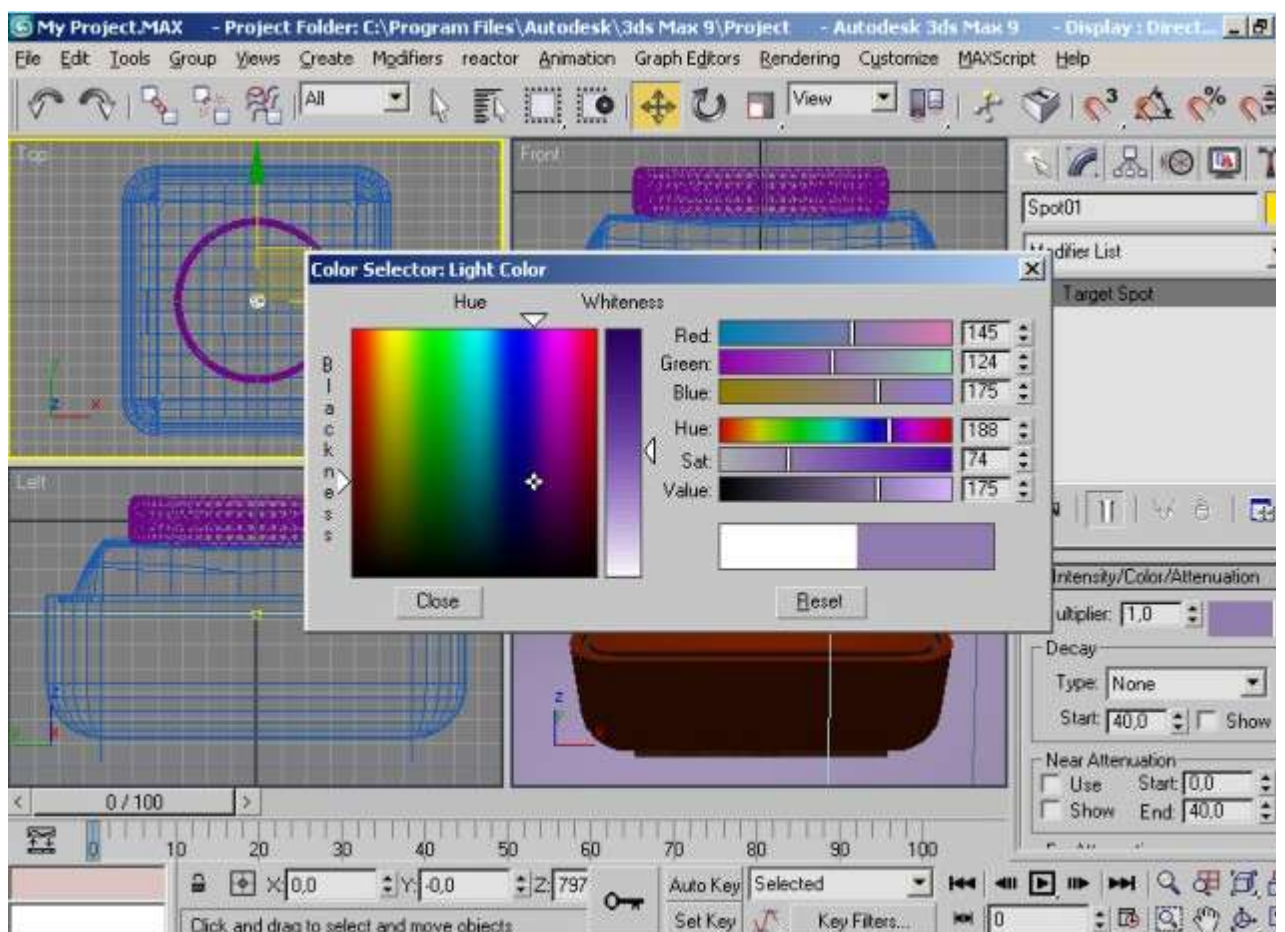 My Project.MAX - Project Folder: C:\Program Files\Autodesk\3ds Max 9\Project - Autodesk 3ds Max 9 - Display : Direct...
File Edit Tools Group Views Create Modifiers reactor Animation Graph Editors Rendering Customize MAXScript Help
All View 3 %
Top
Front
Spot01
Modifier List
Target Spot
Color Selector: Light Color
Hue Whiteness
Blackness
Red: 145
Green: 124
Blue: 175
Hue: 188
Sat: 74
Value: 175
Close Reset
Left
z x
z
Intensity/Color/Attenuation
ultiplier: 1,0
Decay
Type: None
Start: 40,0 Show
Near Attenuation
Use Start: 0,0
Show End: 40,0
0 / 100
0 10 20 30 40 50 60 70 80 90 100
X: 0,0 Y: -0,0 Z: 797
Auto Key Selected
Click and drag to select and move objects
Set Key Key Filters... 0